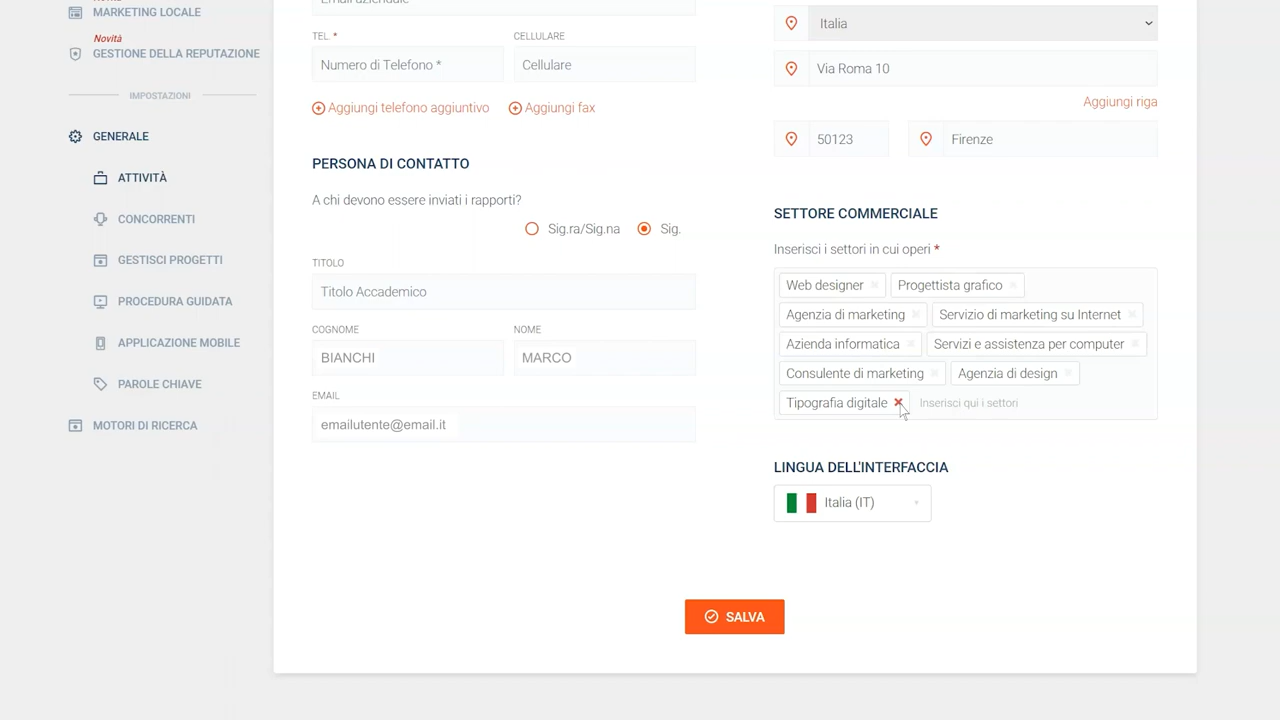 Novità
MARKETING LOCALE
Novità
GESTIONE DELLA REPUTAZIONE
IMPOSTAZIONI
GENERALE
ATTIVITÀ
CONCORRENTI
GESTISCI PROGETTI
PROCEDURA GUIDATA
APPLICAZIONE MOBILE
PAROLE CHIAVE
MOTORI DI RICERCA
Email aziendale
TEL. * CELLULARE
Numero di Telefono * Cellulare
Aggiungi telefono aggiuntivo Aggiungi fax
PERSONA DI CONTATTO
A chi devono essere inviati i rapporti?
Sig.ra/Sig.na Sig.
TITOLO
Titolo Accademico
COGNOME NOME
BIANCHI MARCO
EMAIL
emailutente@email.it
Italia
Via Roma 10
Aggiungi riga
50123 Firenze
SETTORE COMMERCIALE
Inserisci i settori in cui operi *
Web designer Progettista grafico
Agenzia di marketing Servizio di marketing su Internet
Azienda informatica Servizi e assistenza per computer
Consulente di marketing Agenzia di design
Tipografia digitale Inserisci qui i settori
LINGUA DELL'INTERFACCIA
Italia (IT)
SALVA